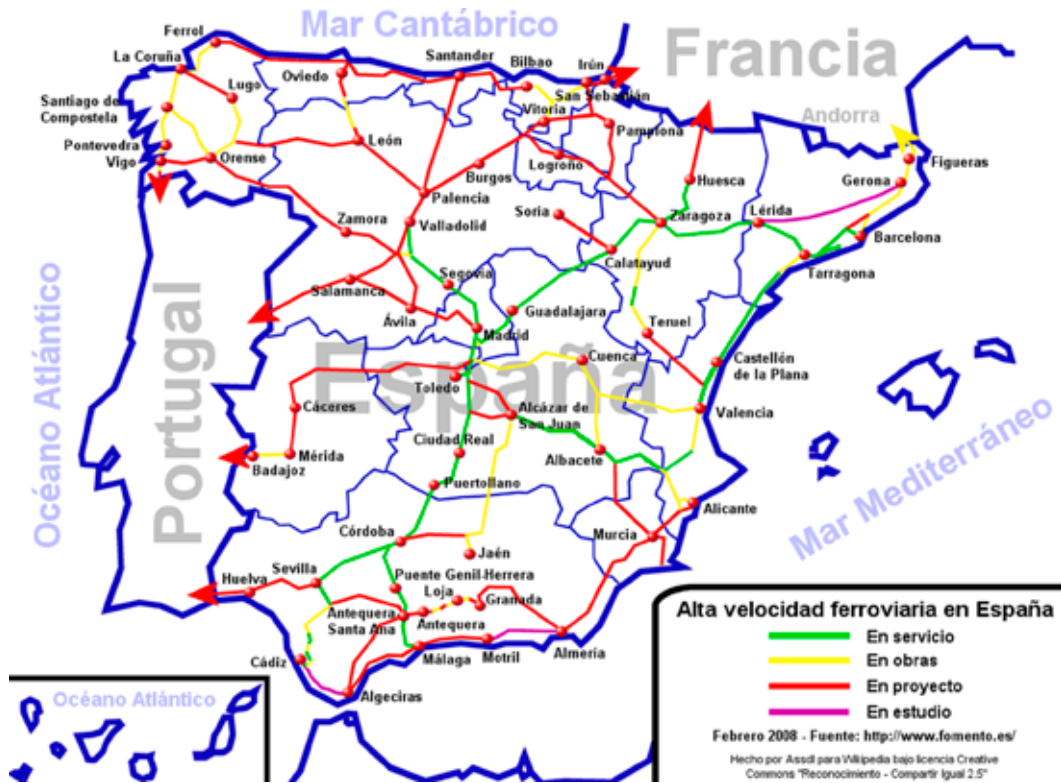 Mar Cantábrico
Francia
Andorra
Ferrol
La Coruña
Lugo
Oviedo
Santander
Bilbao
Irún
San Sebastián
Vitoria
Pamplona
Santiago de
Compostela
Pontevedra
Vigo
Orense
León
Burgos
Logroño
Palencia
Huesca
Figueras
Gerona
Zamora
Valladolid
Soria
Zaragoza
Lérida
Barcelona
Calatayud
Tarragona
Segovia
Salamanca
Ávila
Guadalajara
Madrid
Teruel
Océano Atlántico
Portugal
España
Cuenca
Castellón
de la Plana
Toledo
Cáceres
Alcázar de
San Juan
Valencia
Ciudad Real
Albacete
Mérida
Badajoz
Puertollano
Alicante
Mar Mediterráneo
Córdoba
Murcia
Jaén
Huelva
Sevilla
Puente Genil-Herrera
Loja
Granada
Antequera
Santa Ana
Antequera
Cádiz
Málaga
Motril
Almería
Algeciras
Océano Atlántico
Alta velocidad ferroviaria en España
En servicio
En obras
En proyecto
En estudio
Febrero 2008 - Fuente: http://www.fomento.es/
Hecho por Assdl para Wikipedia bajo licencia Creative
Commons "Reconocimiento - Compartir Igual 2.5"